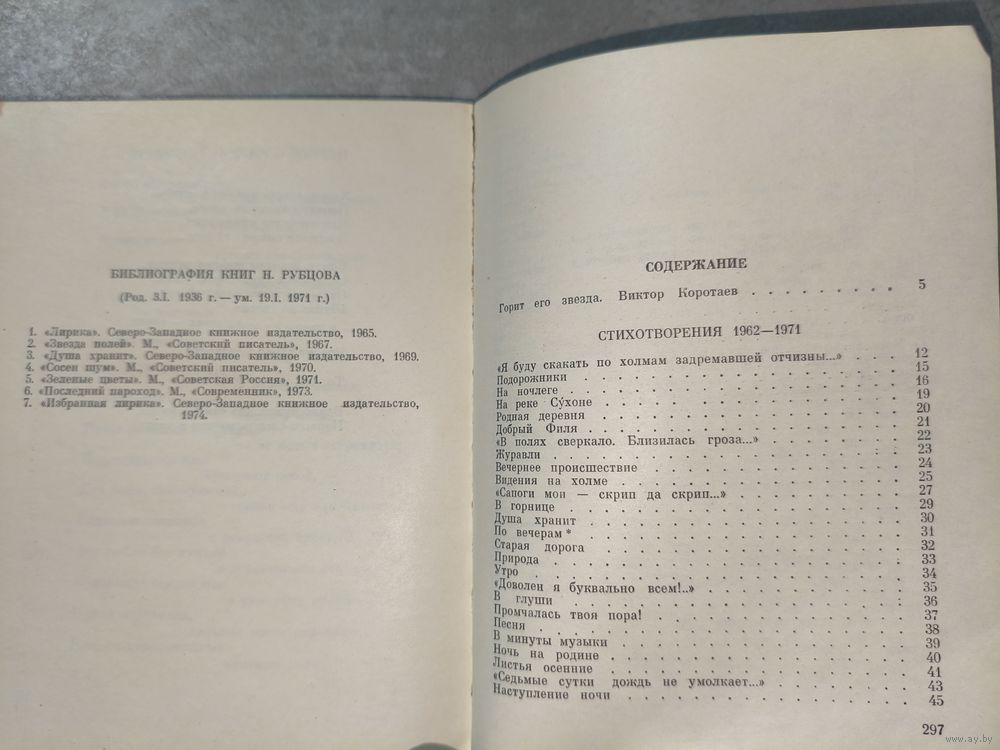 БИБЛИОГРАФИЯ КНИГ Н. РУБЦОВА
(Род. 3.I. 1936 г. — ум. 19.I. 1971 г.)
1. «Лирика». Северо-Западное книжное издательство, 1965.
2. «Звезда полей». М., «Советский писатель», 1967.
3. «Душа хранит». Северо-Западное книжное издательство, 1969.
4. «Сосен шум». М., «Советский писатель», 1970.
5. «Зеленые цветы». М., «Советская Россия», 1971.
6. «Последний пароход». М., «Современник», 1973.
7. «Избранная лирика». Северо-Западное книжное издательство,
1974.
СОДЕРЖАНИЕ
Горит его звезда. Виктор Коротаев . . . . . . . . . 5
СТИХОТВОРЕНИЯ 1962—1971
«Я буду скакать по холмам задремавшей отчизны...» . . . 12
Подорожники . . . . . . . . . . . . 15
На ночлеге . . . . . . . . . . . . 16
На реке Су́хоне . . . . . . . . . . . . 19
Родная деревня . . . . . . . . . . . . 20
Добрый Филя . . . . . . . . . . . . 21
«В полях сверкало. Близилась гроза...» . . . . . . . 22
Журавли . . . . . . . . . . . . 23
Вечернее происшествие . . . . . . . . . . 24
Видения на холме . . . . . . . . . . . 25
«Сапоги мои — скрип да скрип...» . . . . . . . . 27
В горнице . . . . . . . . . . . . 29
Душа хранит . . . . . . . . . . . . 30
По вечерам * . . . . . . . . . . . . 31
Старая дорога . . . . . . . . . . . . 32
Природа . . . . . . . . . . . . 33
Утро . . . . . . . . . . . . 34
«Доволен я буквально всем!..» . . . . . . . . . 35
В глуши . . . . . . . . . . . . 36
Промчалась твоя пора! . . . . . . . . . . 37
Песня . . . . . . . . . . . . 38
В минуты музыки . . . . . . . . . . . 39
Ночь на родине . . . . . . . . . . . . 40
Листья осенние . . . . . . . . . . . . 41
«Седьмые сутки дождь не умолкает...» . . . . . . . 43
Наступление ночи . . . . . . . . . . . 45
297
www.ay.by